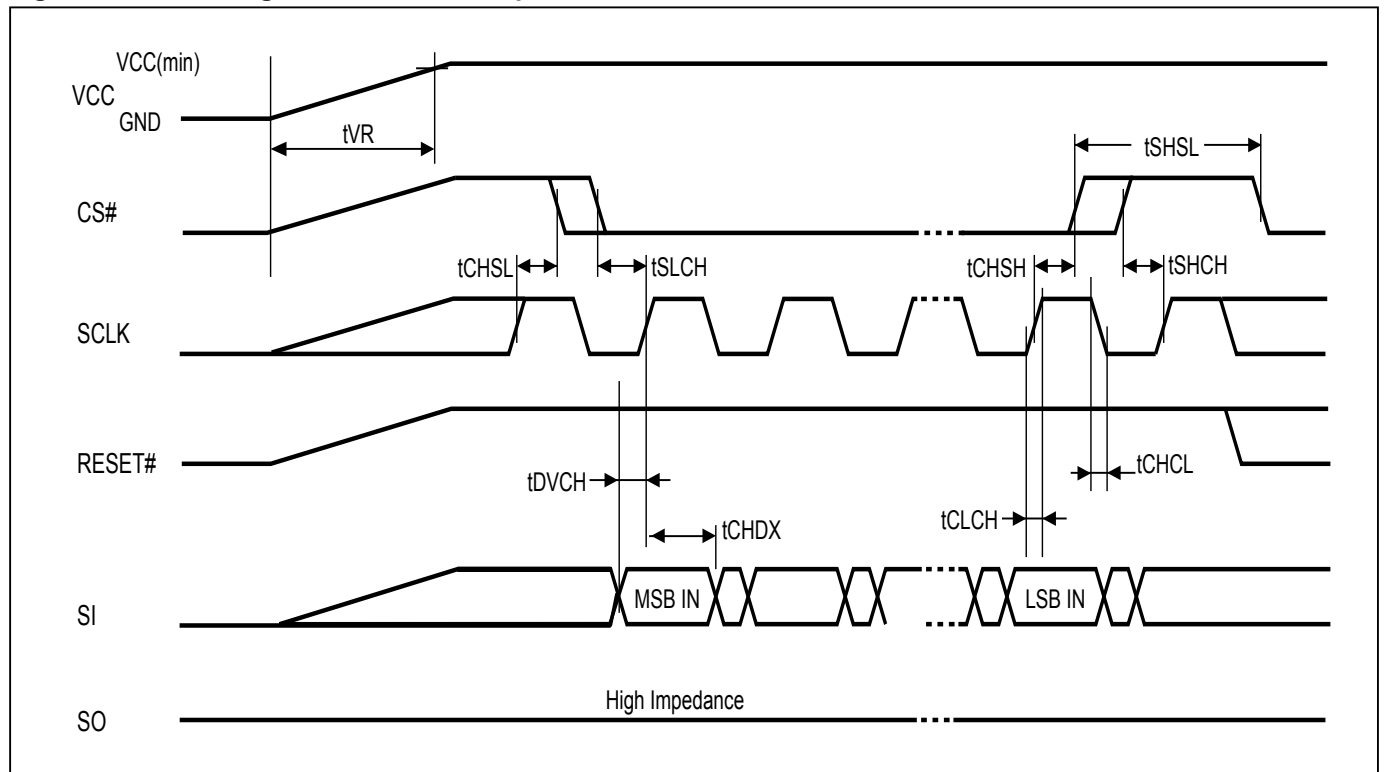 VCC(min)
VCC
GND
tVR
tSHSL
CS#
tCHSL
tSLCH
tCHSH
tSHCH
SCLK
RESET#
tDVCH
tCHCL
tCLCH
tCHDX
SI
MSB IN
LSB IN
High Impedance
SO